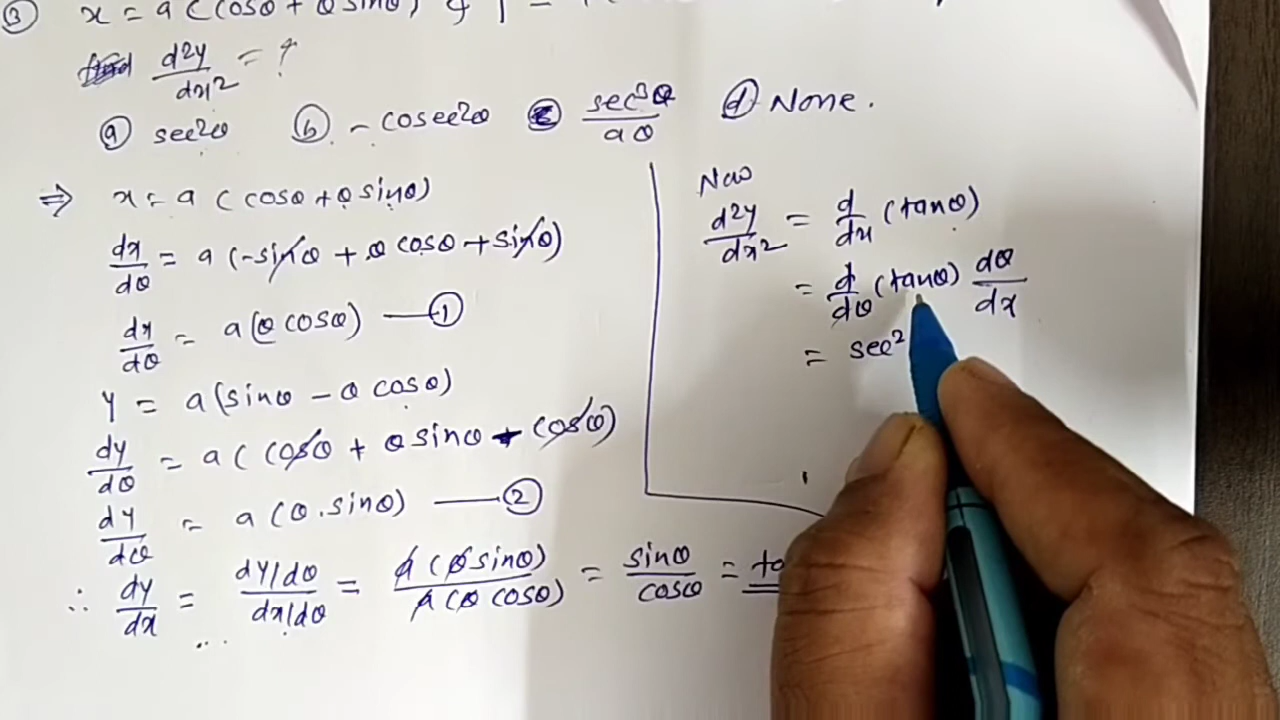 ③ x = a (cosθ + θ sinθ) & Y =
d²y/dx² = ?
ⓐ sec²θ ⓑ - cosec²θ ⓒ sec³θ/aθ ⓓ None.
⇒ x = a (cosθ + θ sinθ)
dx/dθ = a (-sinθ + θ cosθ + sinθ)
dx/dθ = a(θ cosθ) —①
Y = a(sinθ - θ cosθ)
dy/dθ = a (cosθ + θ sinθ - cosθ)
dy/dθ = a (θ.sinθ) —②
∴ dy/dx = dy/dθ / dx/dθ = a(θ sinθ) / a(θ cosθ) = sinθ/cosθ =
Now
d²y/dx² = d/dx (tanθ)
= d/dθ (tanθ) dθ/dx
= sec²